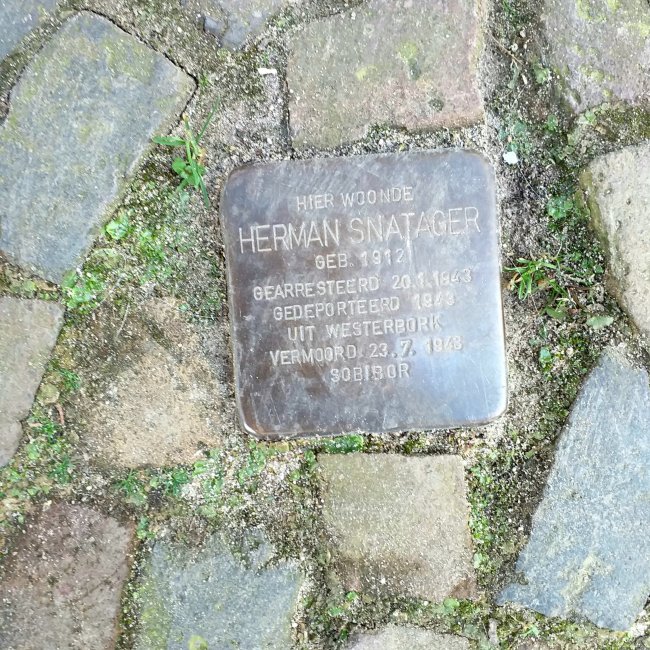 HIER WOONDE
HERMAN SNATAGER
GEB. 1912
GEARRESTEERD 20.1.1943
GEDEPORTEERD 1943
UIT WESTERBORK
VERMOORD 23.7.1943
SOBIBOR